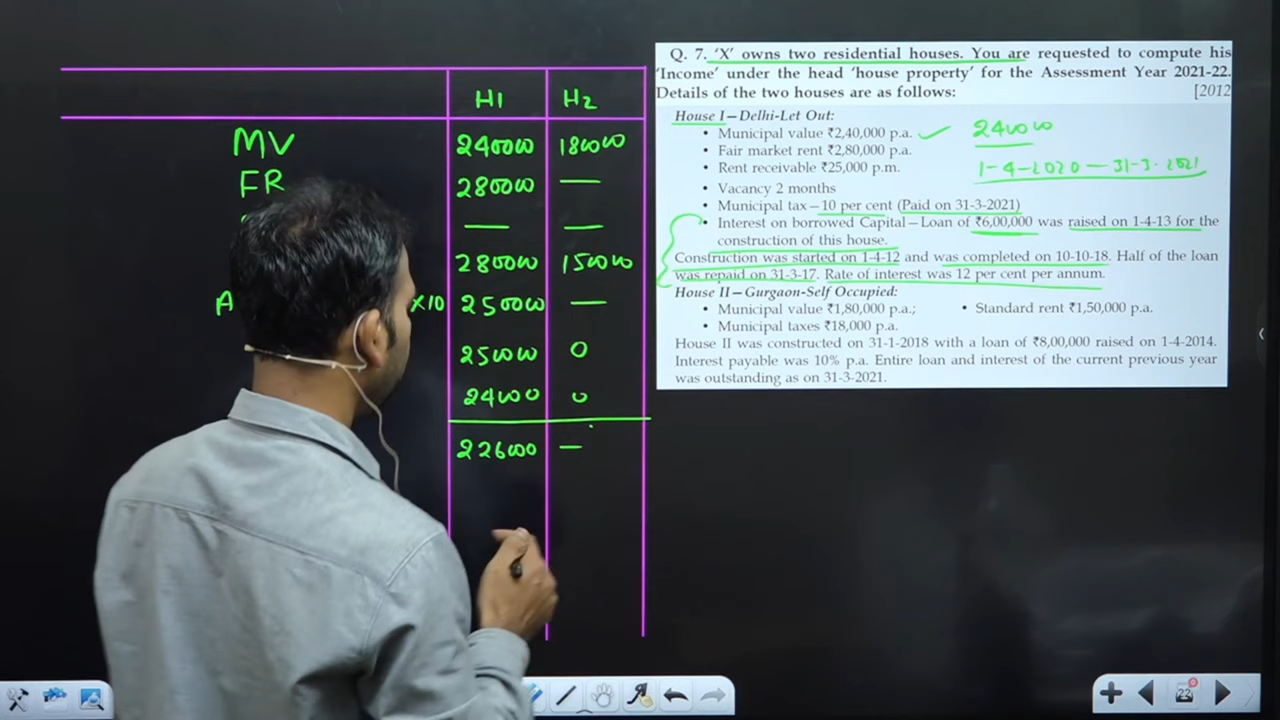 H1 H2
MV 240000 180000
FR 280000 —
— —
280000 150000
A x10 250000 —
250000 0
24000 0
226000 —
Q. 7. 'X' owns two residential houses. You are requested to compute his
'Income' under the head 'house property' for the Assessment Year 2021-22.
Details of the two houses are as follows: [2012
House I—Delhi-Let Out:
• Municipal value ₹2,40,000 p.a. ✓ 240000
• Fair market rent ₹2,80,000 p.a.
• Rent receivable ₹25,000 p.m. 1-4-2020 — 31-3-2021
• Vacancy 2 months
• Municipal tax—10 per cent (Paid on 31-3-2021)
• Interest on borrowed Capital—Loan of ₹6,00,000 was raised on 1-4-13 for the
construction of this house.
Construction was started on 1-4-12 and was completed on 10-10-18. Half of the loan
was repaid on 31-3-17. Rate of interest was 12 per cent per annum.
House II—Gurgaon-Self Occupied:
• Municipal value ₹1,80,000 p.a.; • Standard rent ₹1,50,000 p.a.
• Municipal taxes ₹18,000 p.a.
House II was constructed on 31-1-2018 with a loan of ₹8,00,000 raised on 1-4-2014.
Interest payable was 10% p.a. Entire loan and interest of the current previous year
was outstanding as on 31-3-2021.
22